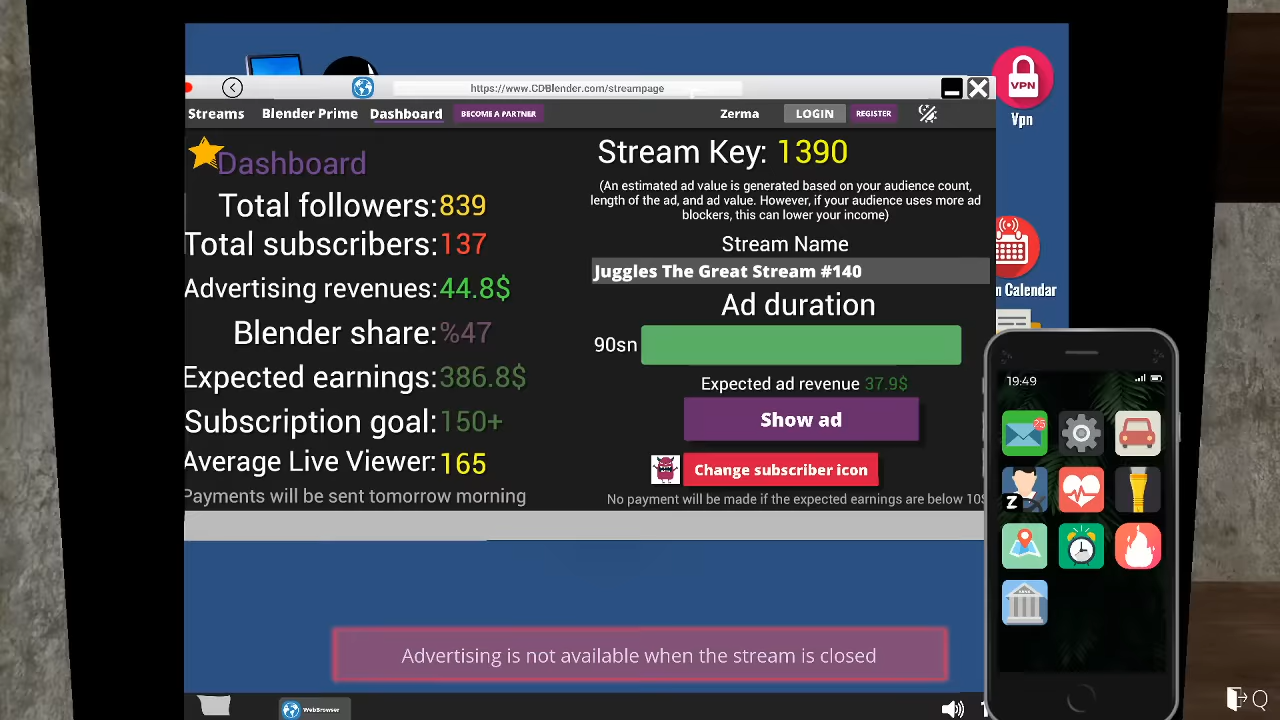 https://www.CDBlender.com/streampage
Streams Blender Prime Dashboard BECOME A PARTNER Zerma LOGIN REGISTER
Dashboard
Total followers:839
Total subscribers:137
Advertising revenues:44.8$
Blender share:%47
Expected earnings:386.8$
Subscription goal:150+
Average Live Viewer:165
Payments will be sent tomorrow morning
Stream Key: 1390
(An estimated ad value is generated based on your audience count,
length of the ad, and ad value. However, if your audience uses more ad
blockers, this can lower your income)
Stream Name
Juggles The Great Stream #140
Ad duration
90sn
Expected ad revenue 37.9$
Show ad
Change subscriber icon
No payment will be made if the expected earnings are below 10$
VPN
Vpn
Calendar
19:49
25
Z
Advertising is not available when the stream is closed
WebBrowser
Q